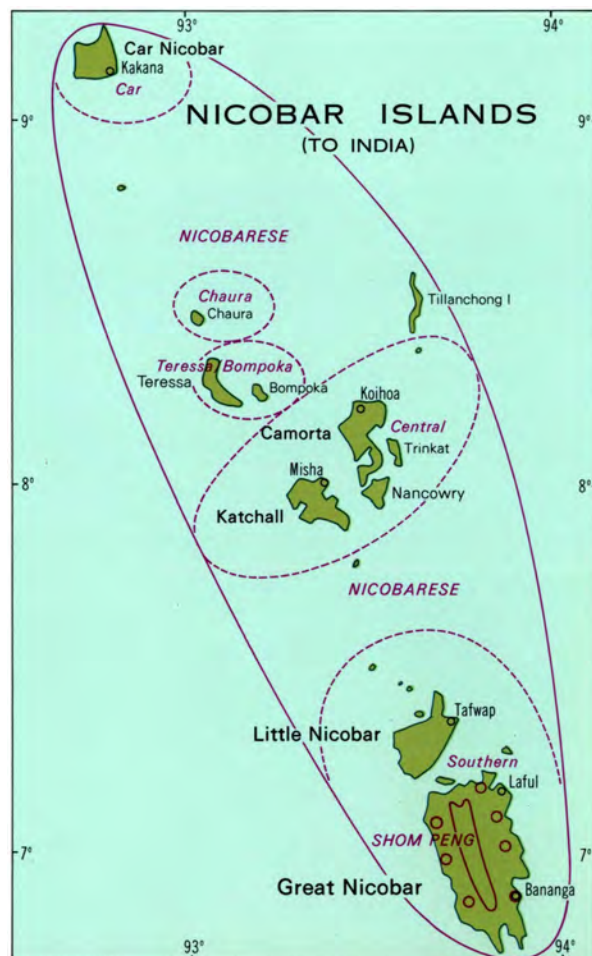 93°
94°
Car Nicobar
Kakana
Car
9°
9°
NICOBAR ISLANDS
(TO INDIA)
NICOBARESE
Chaura
Chaura
Tillanchong I
Teressa/Bompoka
Teressa
Bompoka
Koihoa
Camorta
Central
Trinkat
Misha
8°
8°
Nancowry
Katchall
NICOBARESE
Tafwap
Little Nicobar
Southern
Laful
SHOM PENG
7°
7°
Great Nicobar
Bananga
93°
94°